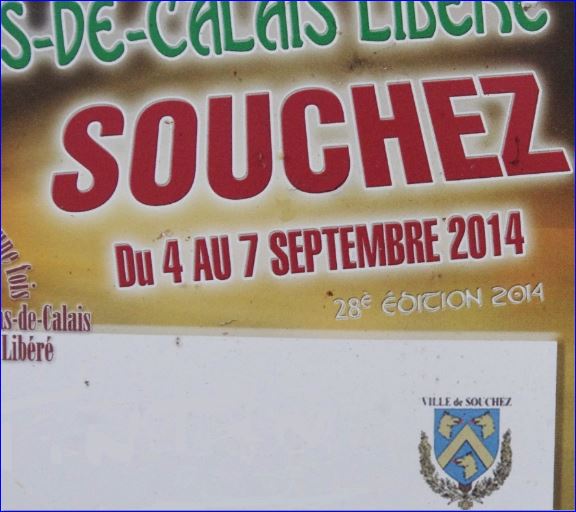 S-DE-CALAIS LIBÉRÉ
SOUCHEZ
DU 4 AU 7 SEPTEMBRE 2014
28E ÉDITION 2014
fois
s-de-Calais
Libéré
VILLE de SOUCHEZ